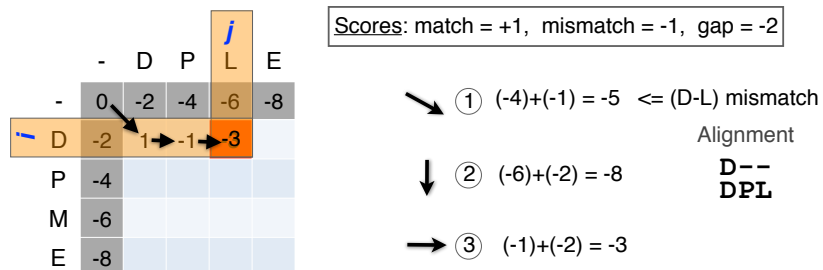 Scores: match = +1, mismatch = -1, gap = -2
j
- D P L E
- 0 -2 -4 -6 -8
i D -2 1 -1 -3
P -4
M -6
E -8
1 (-4)+(-1) = -5 <= (D-L) mismatch
2 (-6)+(-2) = -8
3 (-1)+(-2) = -3
Alignment
D--
DPL